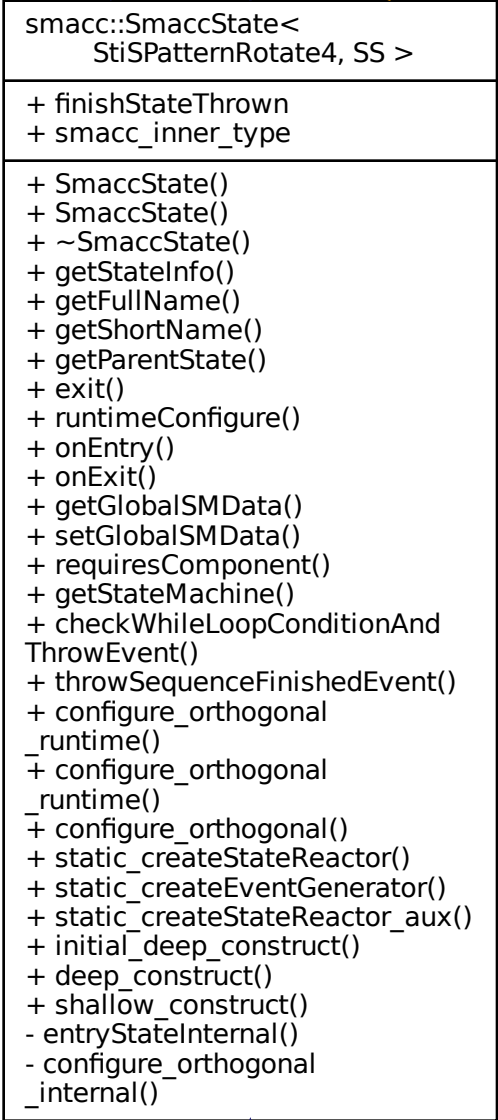 smacc::SmaccState<
StiSPatternRotate4, SS >
+ finishStateThrown
+ smacc_inner_type
+ SmaccState()
+ SmaccState()
+ ~SmaccState()
+ getStateInfo()
+ getFullName()
+ getShortName()
+ getParentState()
+ exit()
+ runtimeConfigure()
+ onEntry()
+ onExit()
+ getGlobalSMData()
+ setGlobalSMData()
+ requiresComponent()
+ getStateMachine()
+ checkWhileLoopConditionAnd
ThrowEvent()
+ throwSequenceFinishedEvent()
+ configure_orthogonal
_runtime()
+ configure_orthogonal
_runtime()
+ configure_orthogonal()
+ static_createStateReactor()
+ static_createEventGenerator()
+ static_createStateReactor_aux()
+ initial_deep_construct()
+ deep_construct()
+ shallow_construct()
- entryStateInternal()
- configure_orthogonal
_internal()